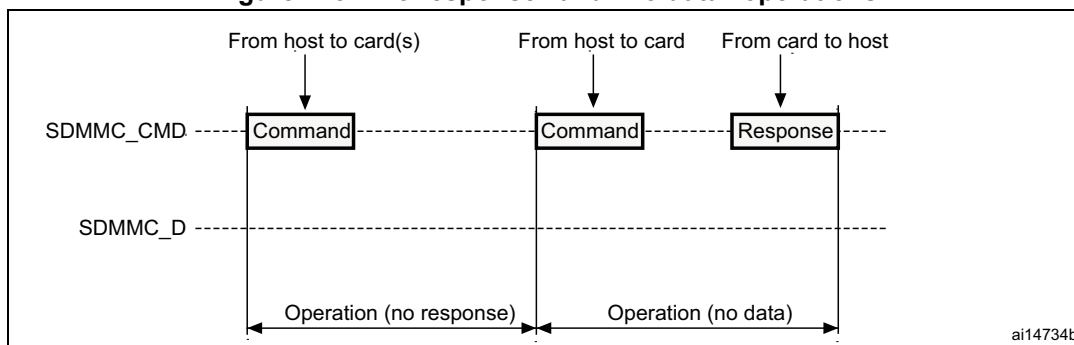 From host to card(s) From host to card From card to host
SDMMC_CMD Command Command Response
SDMMC_D
Operation (no response) Operation (no data)
ai14734b